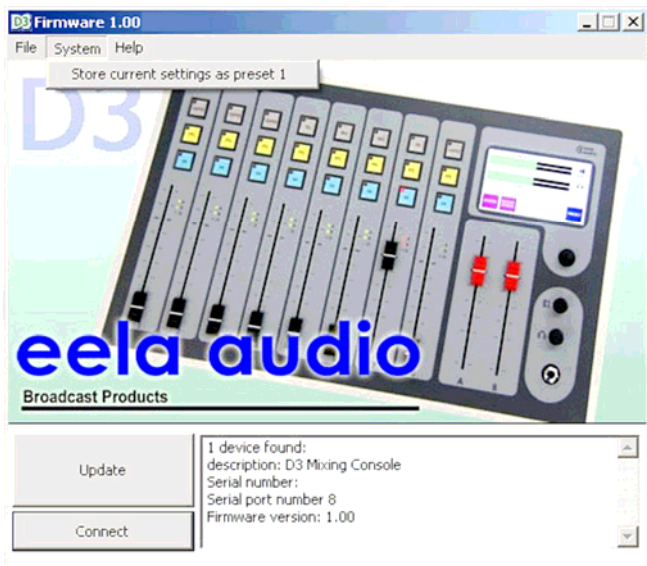 D3 Firmware 1.00
File System Help
Store current settings as preset 1
D3
eela audio
Broadcast Products
A B
Update
Connect
1 device found:
description: D3 Mixing Console
Serial number:
Serial port number 8
Firmware version: 1.00